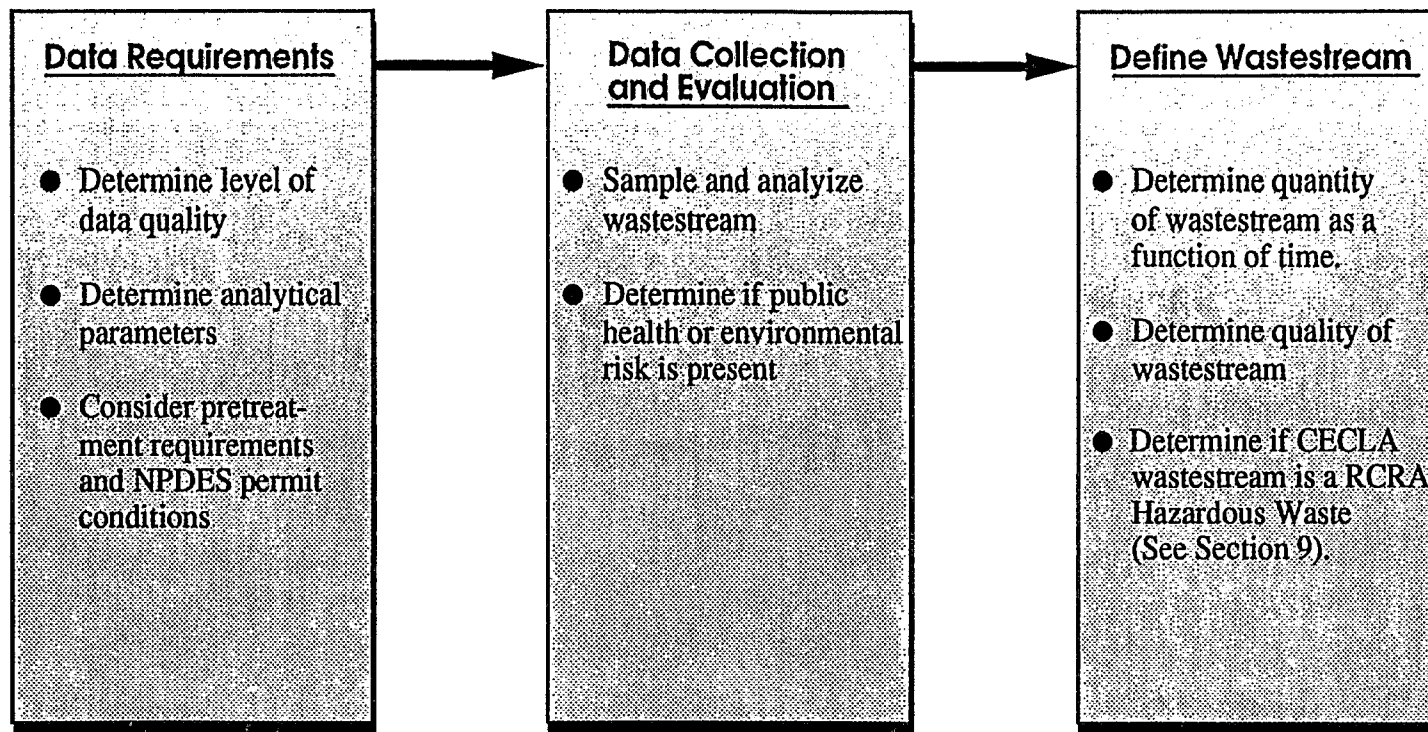 Data Requirements
● Determine level of
data quality
● Determine analytical
parameters
● Consider pretreat-
ment requirements
and NPDES permit
conditions
Data Collection
and Evaluation
● Sample and analyize
wastestream
● Determine if public
health or environmental
risk is present
Define Wastestream
● Determine quantity
of wastestream as a
function of time.
● Determine quality of
wastestream
● Determine if CECLA
wastestream is a RCRA
Hazardous Waste
(See Section 9).